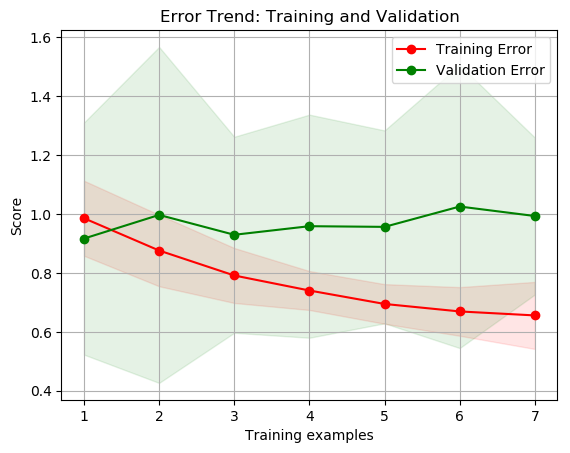 Error Trend: Training and Validation
Training Error
Validation Error
Score
1.6
1.4
1.2
1.0
0.8
0.6
0.4
1 2 3 4 5 6 7
Training examples